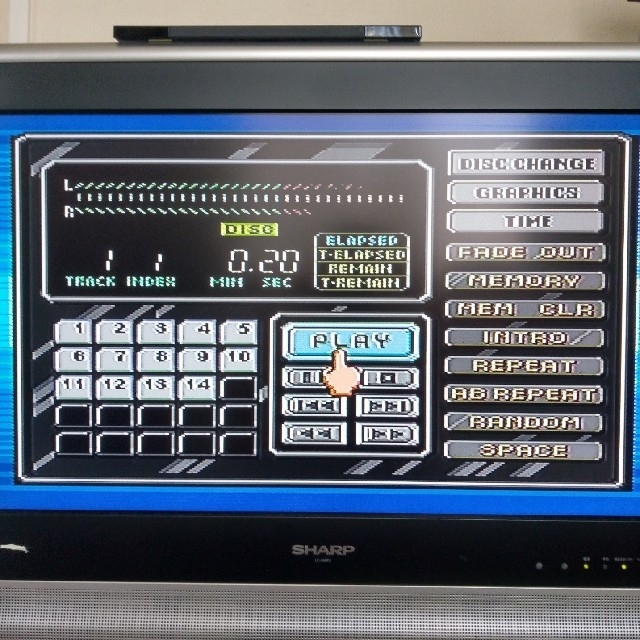 L
R
DISC
1 1 0.20
TRACK INDEX MIN SEC
ELAPSED
T-ELAPSED
REMAIN
T-REMAIN
DISC CHANGE
GRAPHICS
TIME
FADE OUT
MEMORY
MEM CLR
INTRO
REPEAT
AB REPEAT
RANDOM
SPACE
1 2 3 4 5
6 7 8 9 10
11 12 13 14
PLAY
SHARP